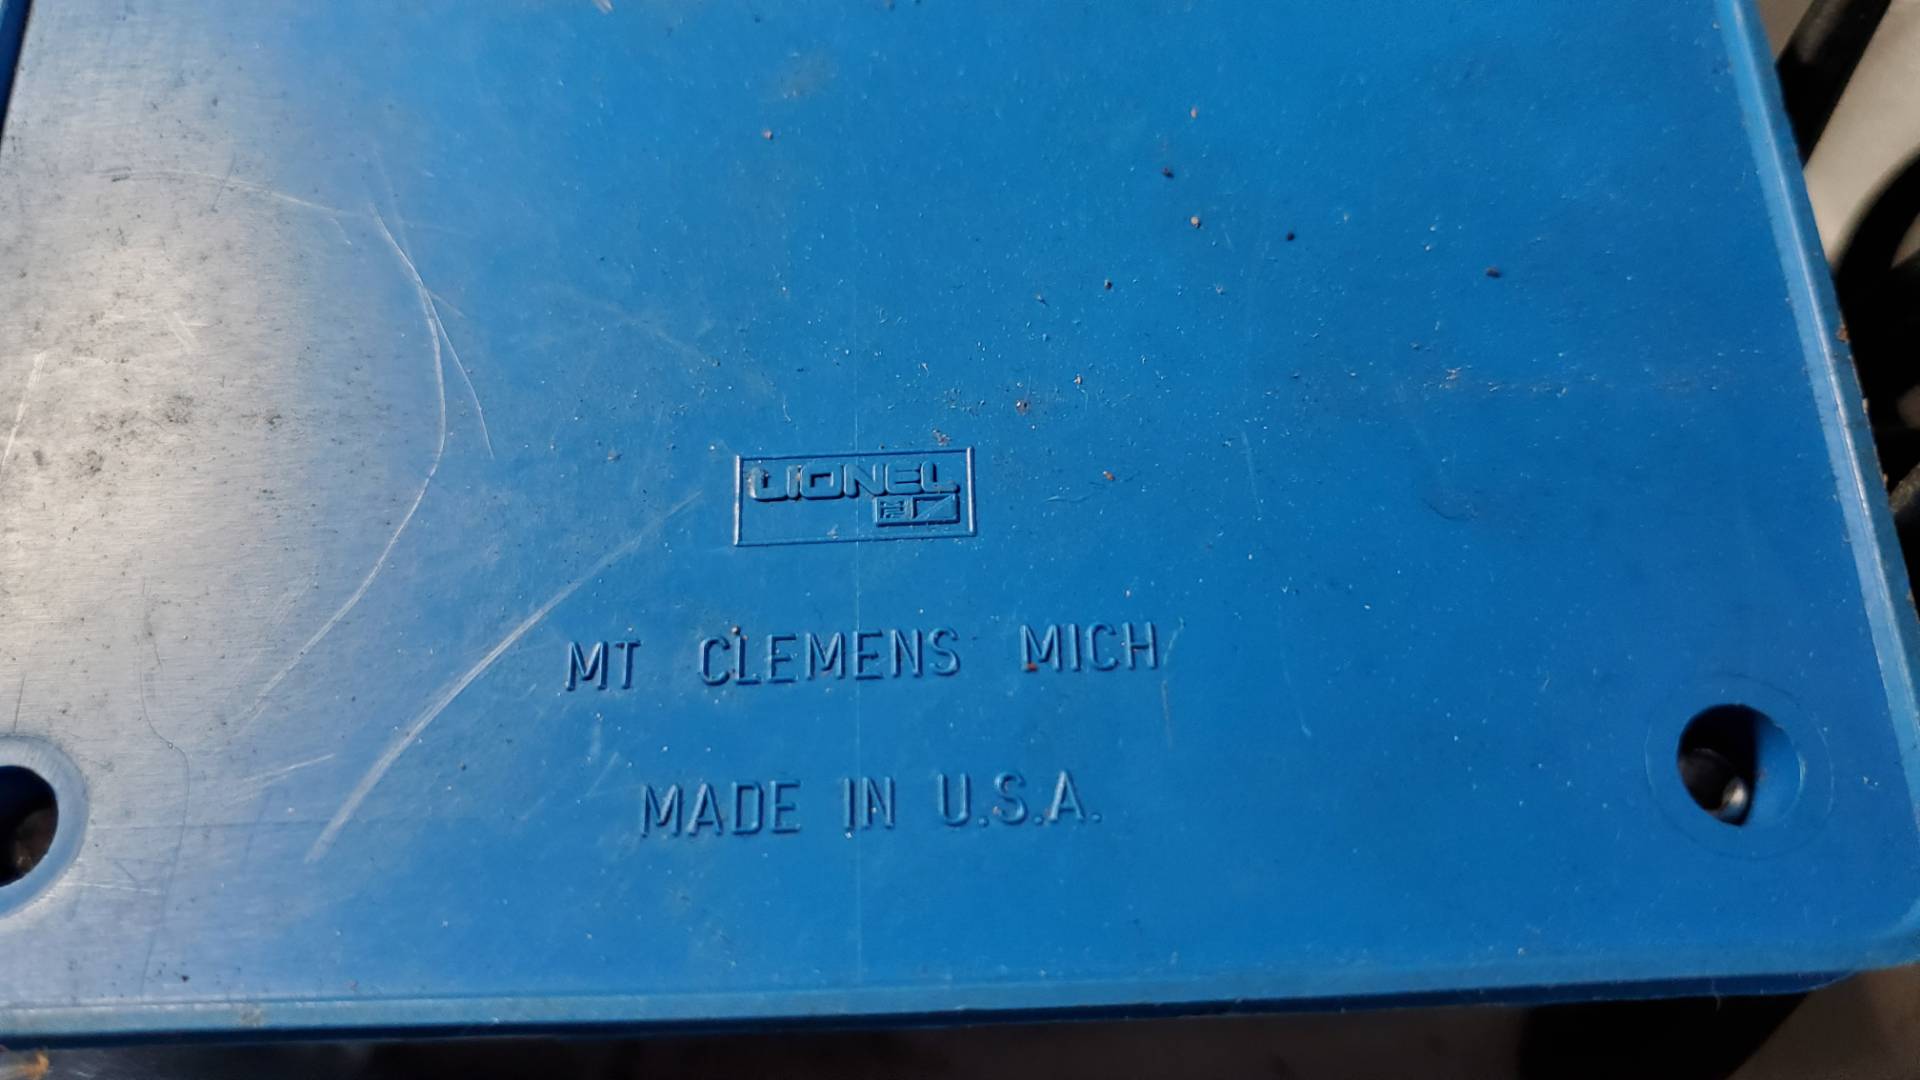 LIONEL
MT CLEMENS MICH
MADE IN U.S.A.